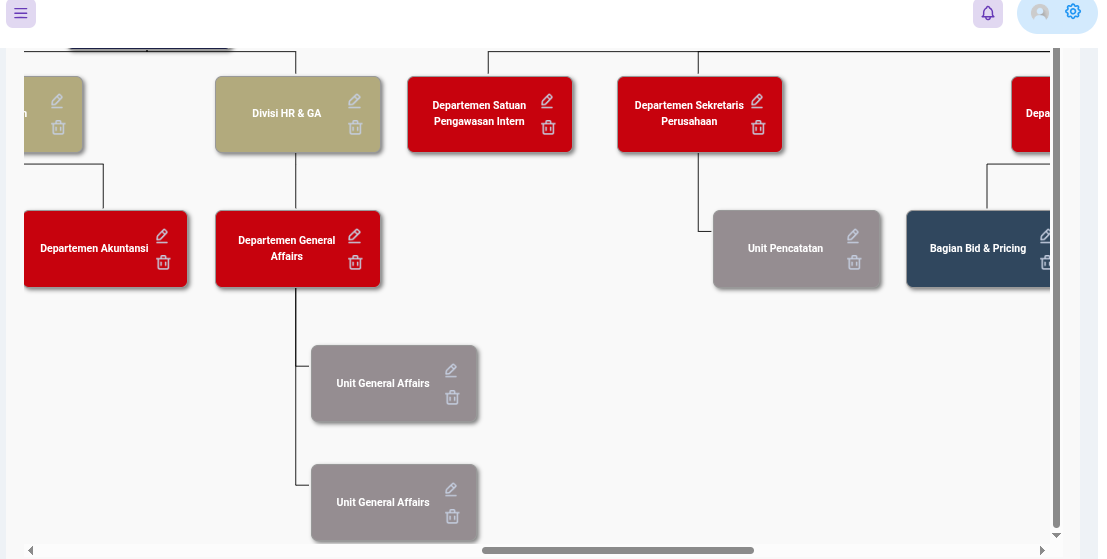 Divisi HR & GA
Departemen Satuan
Pengawasan Intern
Departemen Sekretaris
Perusahaan
Departemen Akuntansi
Departemen General
Affairs
Unit Pencatatan
Bagian Bid & Pricing
Unit General Affairs
Unit General Affairs